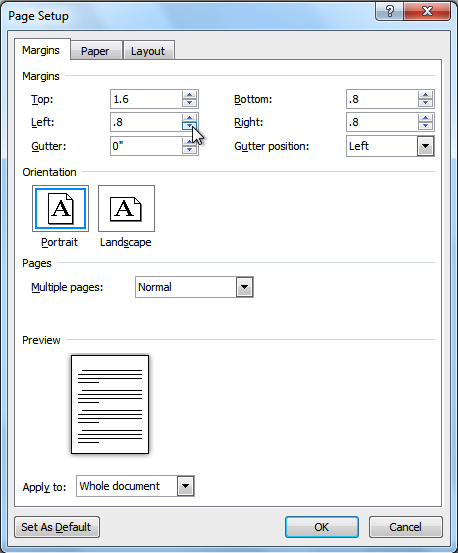 Page Setup
Margins Paper Layout
Margins
Top: 1.6 Bottom: .8
Left: .8 Right: .8
Gutter: 0" Gutter position: Left
Orientation
A A
Portrait Landscape
Pages
Multiple pages: Normal
Preview
Apply to: Whole document
Set As Default OK Cancel